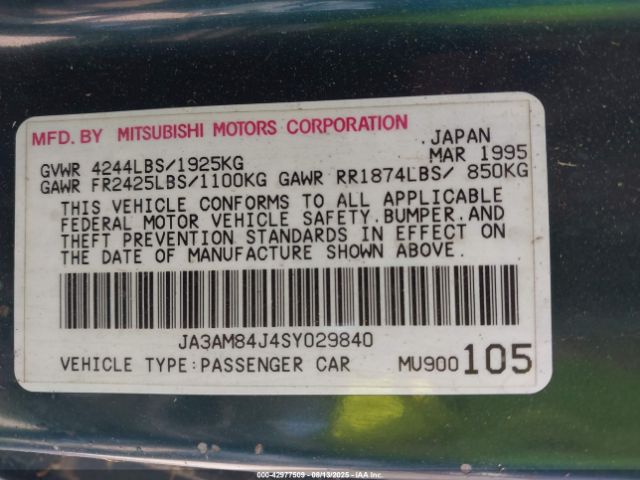 MFD. BY MITSUBISHI MOTORS CORPORATION
JAPAN
GVWR 4244LBS/1925KG MAR 1995
GAWR FR2425LBS/1100KG GAWR RR1874LBS/ 850KG
THIS VEHICLE CONFORMS TO ALL APPLICABLE
FEDERAL MOTOR VEHICLE SAFETY.BUMPER.AND
THEFT PREVENTION STANDARDS IN EFFECT ON
THE DATE OF MANUFACTURE SHOWN ABOVE.
JA3AM84J4SY029840
VEHICLE TYPE:PASSENGER CAR MU900105
000-42977509 - 08/13/2025 - IAA Inc.